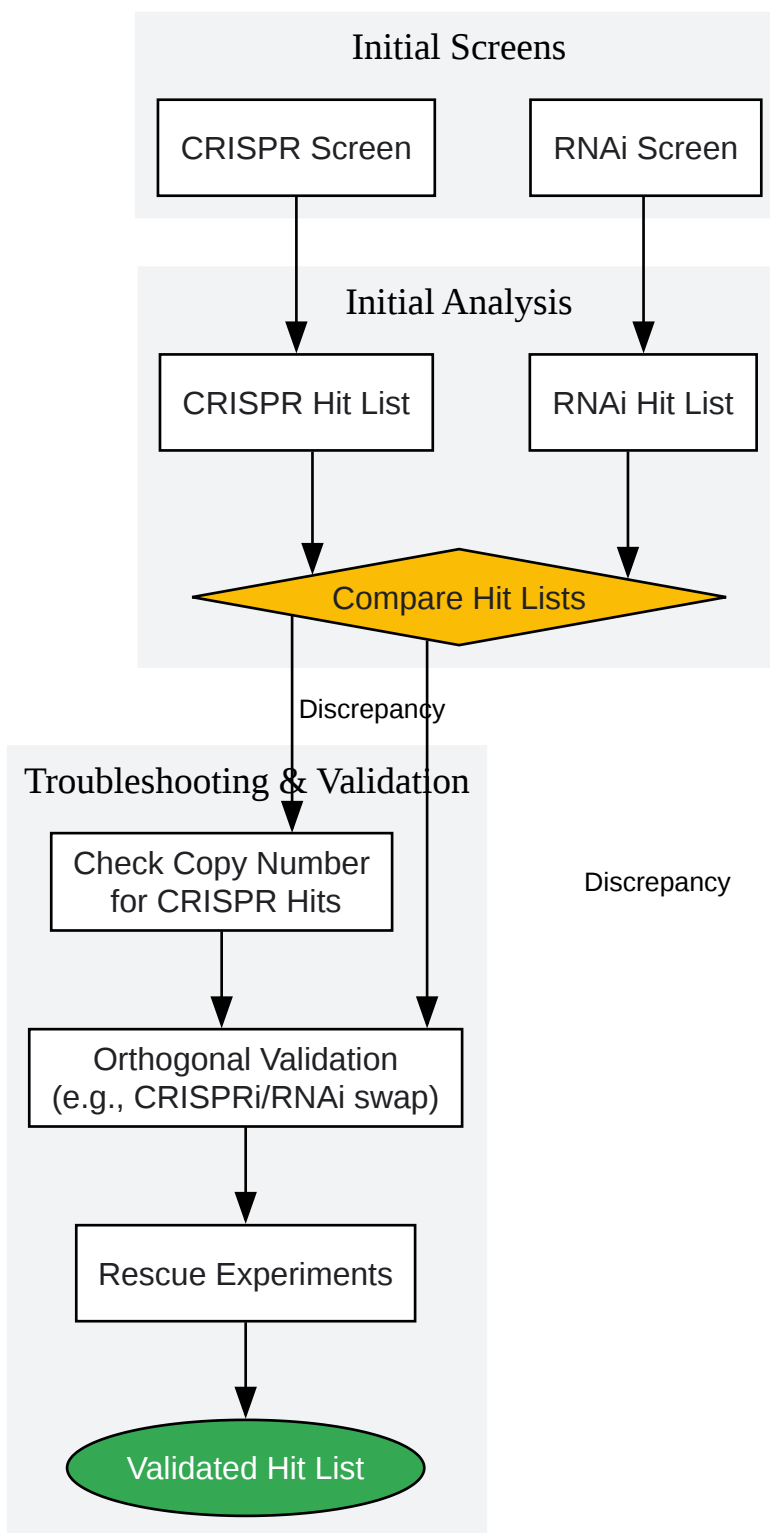 Initial Screens
CRISPR Screen
RNAi Screen
Initial Analysis
CRISPR Hit List
RNAi Hit List
Compare Hit Lists
Discrepancy
Troubleshooting & Validation
Check Copy Number
for CRISPR Hits
Discrepancy
Orthogonal Validation
(e.g., CRISPRi/RNAi swap)
Rescue Experiments
Validated Hit List